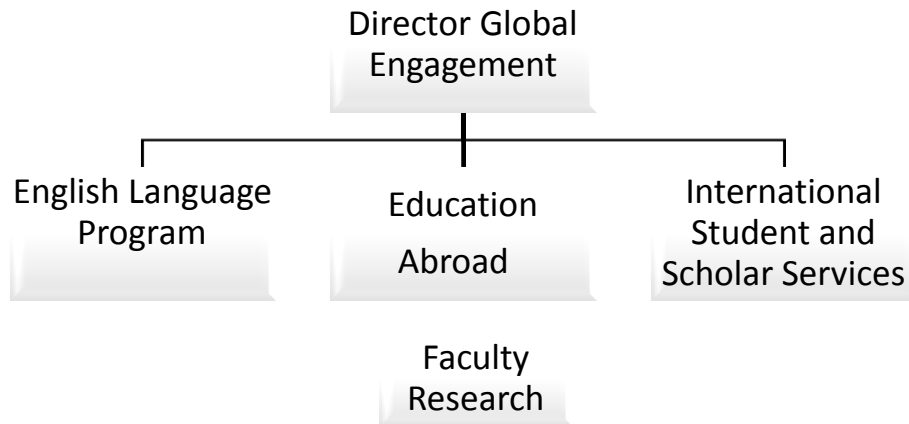 Director Global
Engagement
English Language
Program
Education
Abroad
International
Student and
Scholar Services
Faculty
Research